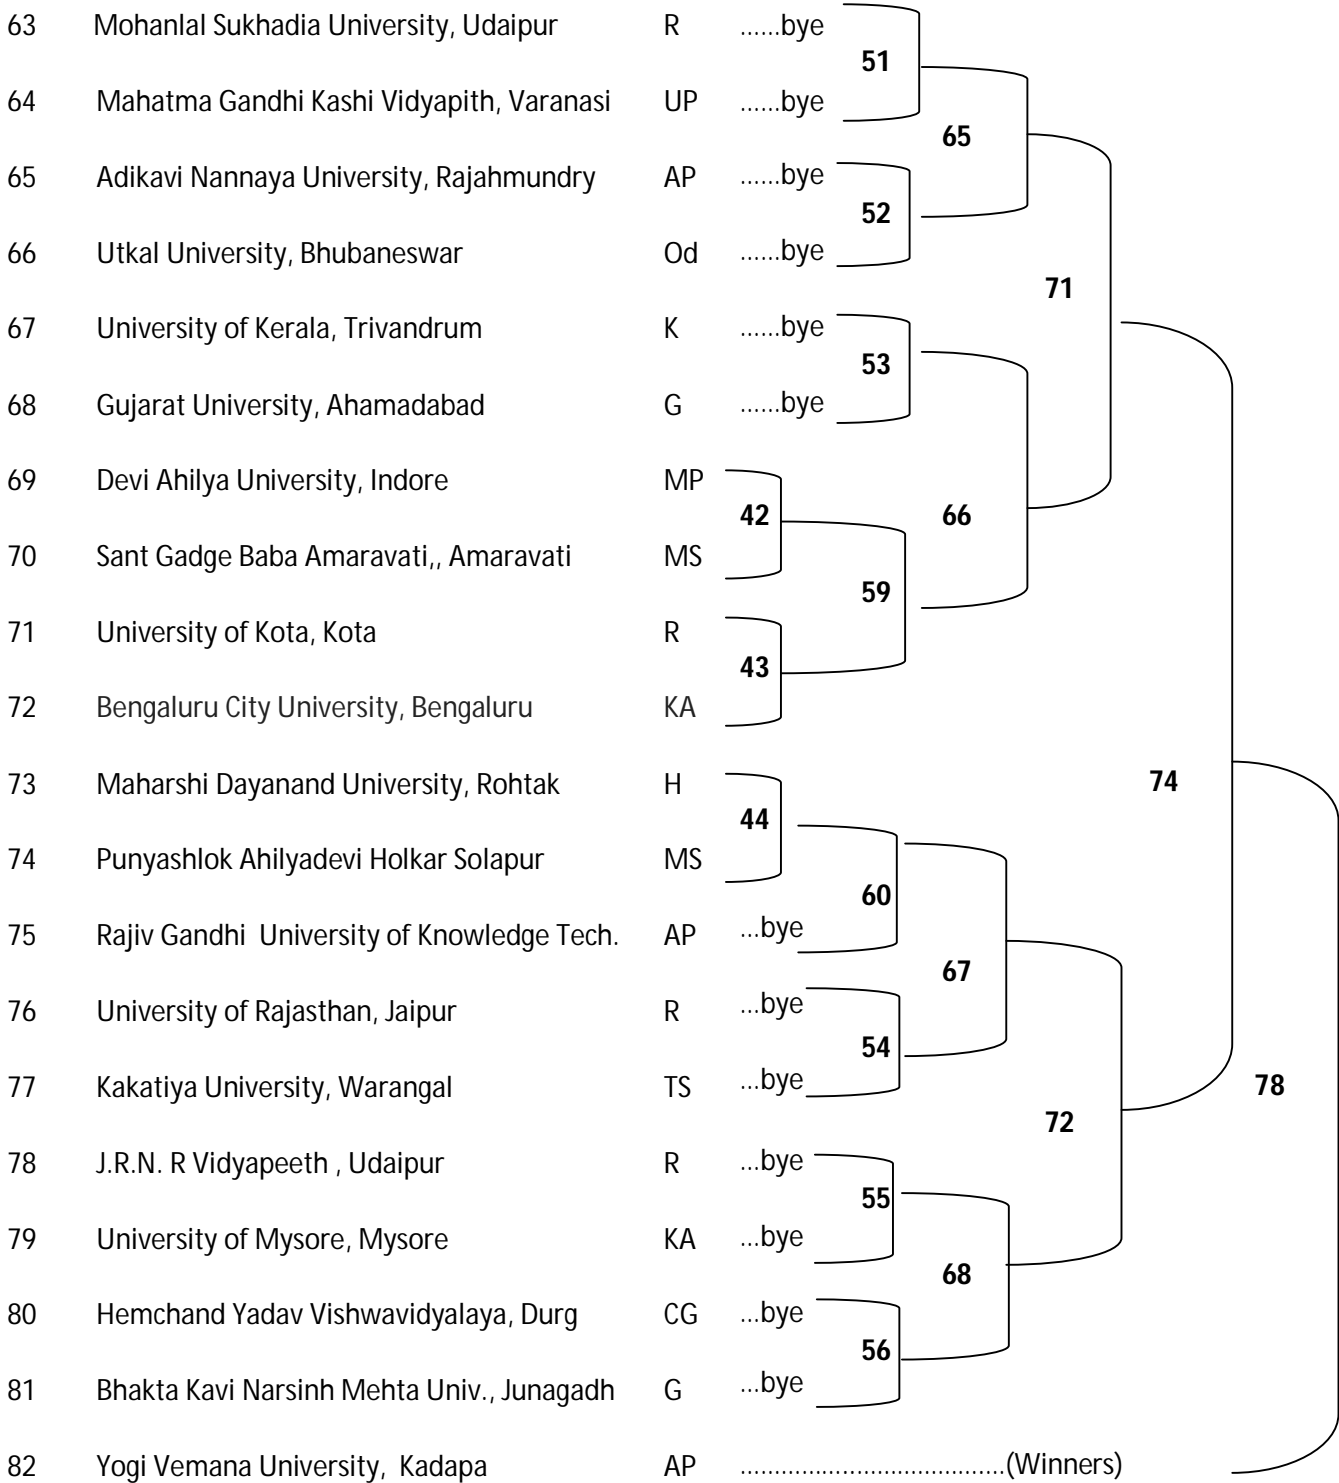 63 Mohanlal Sukhadia University, Udaipur R ......bye
51
64 Mahatma Gandhi Kashi Vidyapith, Varanasi UP ......bye
65
65 Adikavi Nannaya University, Rajahmundry AP ......bye
52
66 Utkal University, Bhubaneswar Od ......bye
71
67 University of Kerala, Trivandrum K ......bye
53
68 Gujarat University, Ahamadabad G ......bye
69 Devi Ahilya University, Indore MP
42 66
70 Sant Gadge Baba Amaravati,, Amaravati MS
59
71 University of Kota, Kota R
43
72 Bengaluru City University, Bengaluru KA
73 Maharshi Dayanand University, Rohtak H 74
44
74 Punyashlok Ahilyadevi Holkar Solapur MS
60
75 Rajiv Gandhi University of Knowledge Tech. AP ...bye
67
76 University of Rajasthan, Jaipur R ...bye
54
77 Kakatiya University, Warangal TS ...bye 78
72
78 J.R.N. R Vidyapeeth , Udaipur R ...bye
55
79 University of Mysore, Mysore KA ...bye
68
80 Hemchand Yadav Vishwavidyalaya, Durg CG ...bye
56
81 Bhakta Kavi Narsinh Mehta Univ., Junagadh G ...bye
82 Yogi Vemana University, Kadapa AP .......................................(Winners)